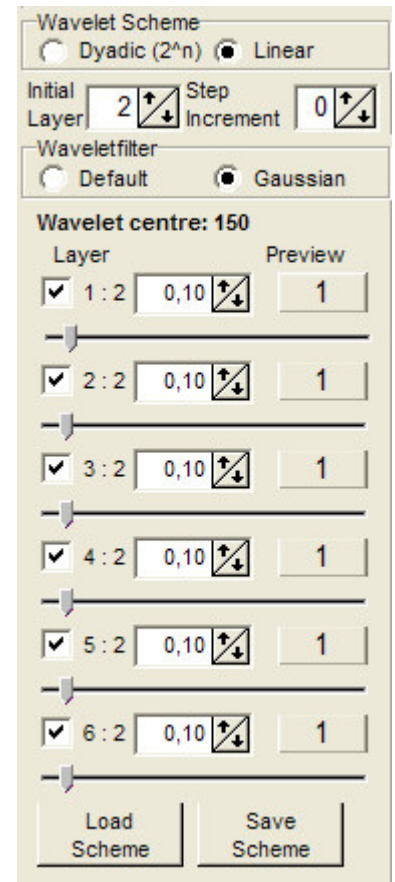 Wavelet Scheme
Dyadic (2^n) Linear
Initial Layer 2 Step Increment 0
Waveletfilter
Default Gaussian
Wavelet centre: 150
Layer Preview
1 : 2 0,10 1
2 : 2 0,10 1
3 : 2 0,10 1
4 : 2 0,10 1
5 : 2 0,10 1
6 : 2 0,10 1
Load Scheme Save Scheme